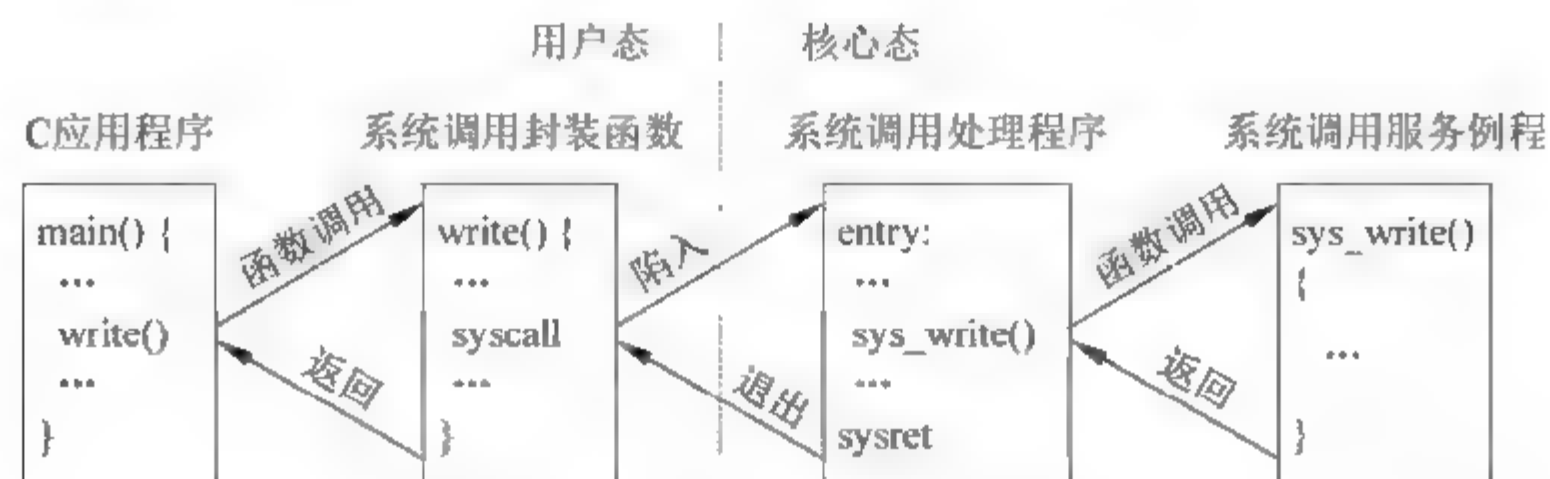 用户态 核心态
C应用程序 系统调用封装函数 系统调用处理程序 系统调用服务例程
main() {
...
write()
...
}
函数调用
返回
write() {
...
syscall
...
}
陷入
退出
entry:
...
sys_write()
...
sysret
函数调用
返回
sys_write()
{
...
}